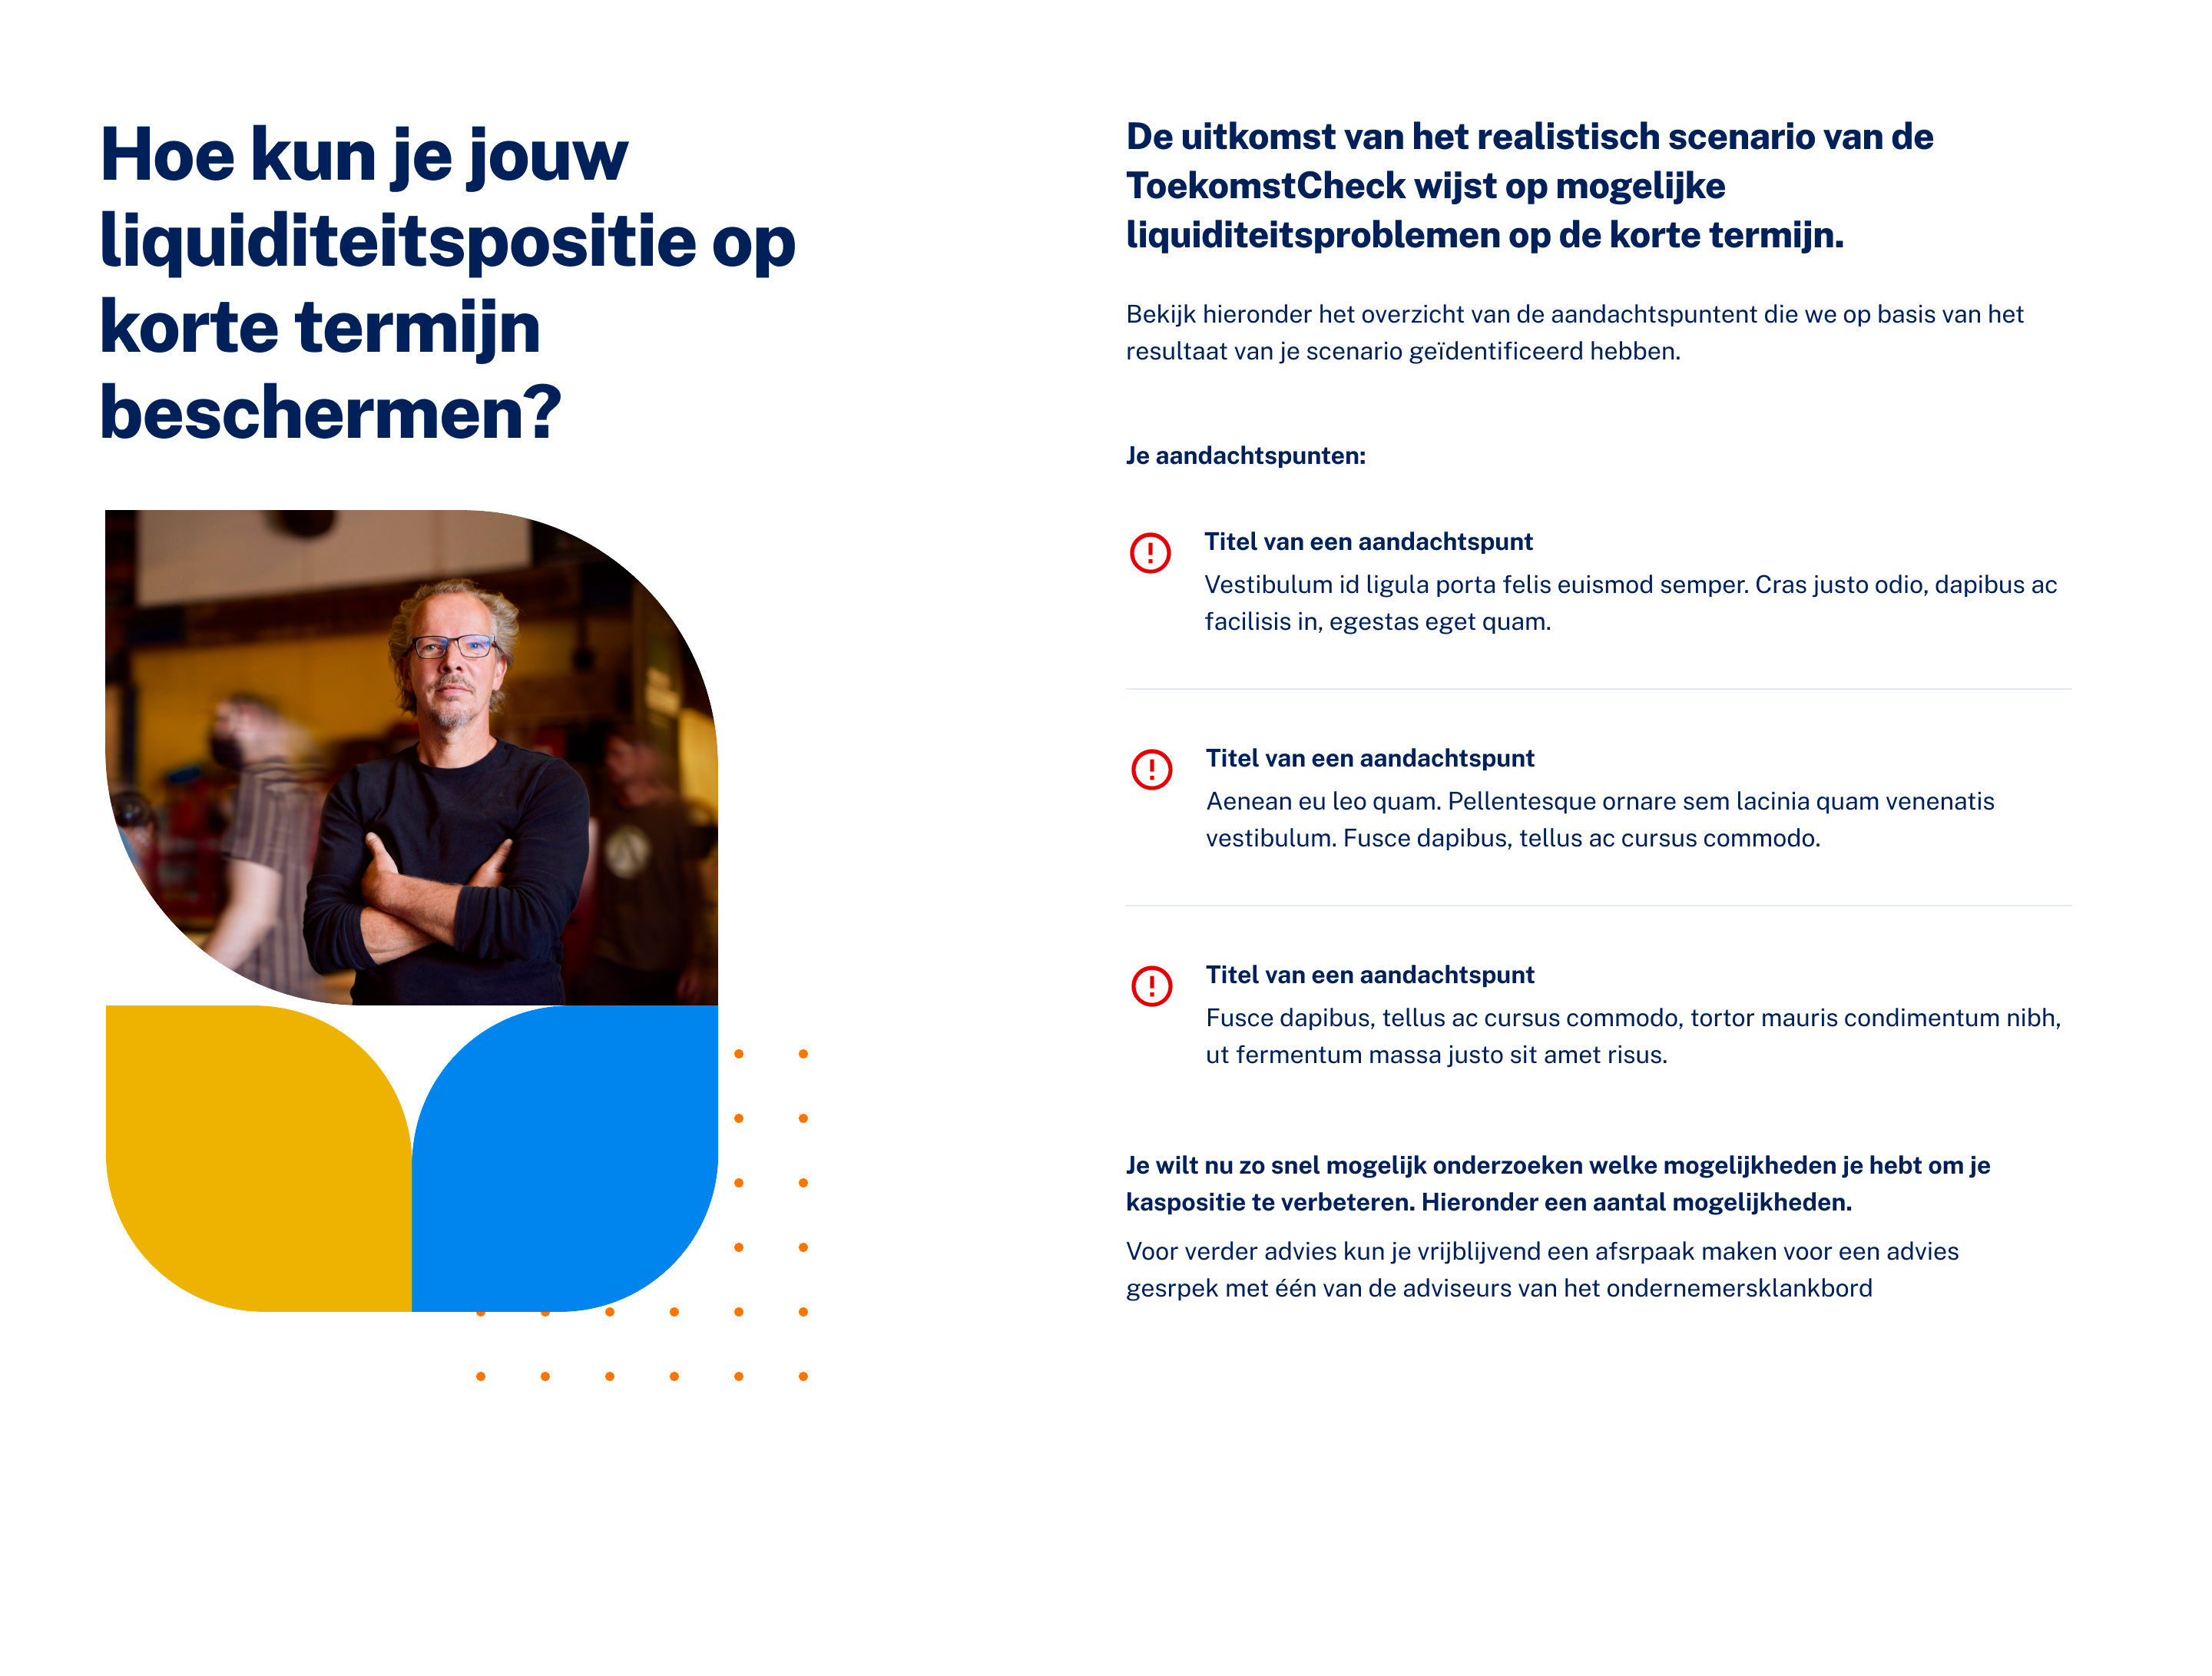 Hoe kun je jouw
liquiditeitspositie op
korte termijn
beschermen?
De uitkomst van het realistisch scenario van de
ToekomstCheck wijst op mogelijke
liquiditeitsproblemen op de korte termijn.
Bekijk hieronder het overzicht van de aandachtspuntent die we op basis van het
resultaat van je scenario geïdentificeerd hebben.
Je aandachtspunten:
Titel van een aandachtspunt
Vestibulum id ligula porta felis euismod semper. Cras justo odio, dapibus ac
facilisis in, egestas eget quam.
Titel van een aandachtspunt
Aenean eu leo quam. Pellentesque ornare sem lacinia quam venenatis
vestibulum. Fusce dapibus, tellus ac cursus commodo.
Titel van een aandachtspunt
Fusce dapibus, tellus ac cursus commodo, tortor mauris condimentum nibh,
ut fermentum massa justo sit amet risus.
Je wilt nu zo snel mogelijk onderzoeken welke mogelijkheden je hebt om je
kaspositie te verbeteren. Hieronder een aantal mogelijkheden.
Voor verder advies kun je vrijblijvend een afsrpaak maken voor een advies
gesrpek met één van de adviseurs van het ondernemersklankbord